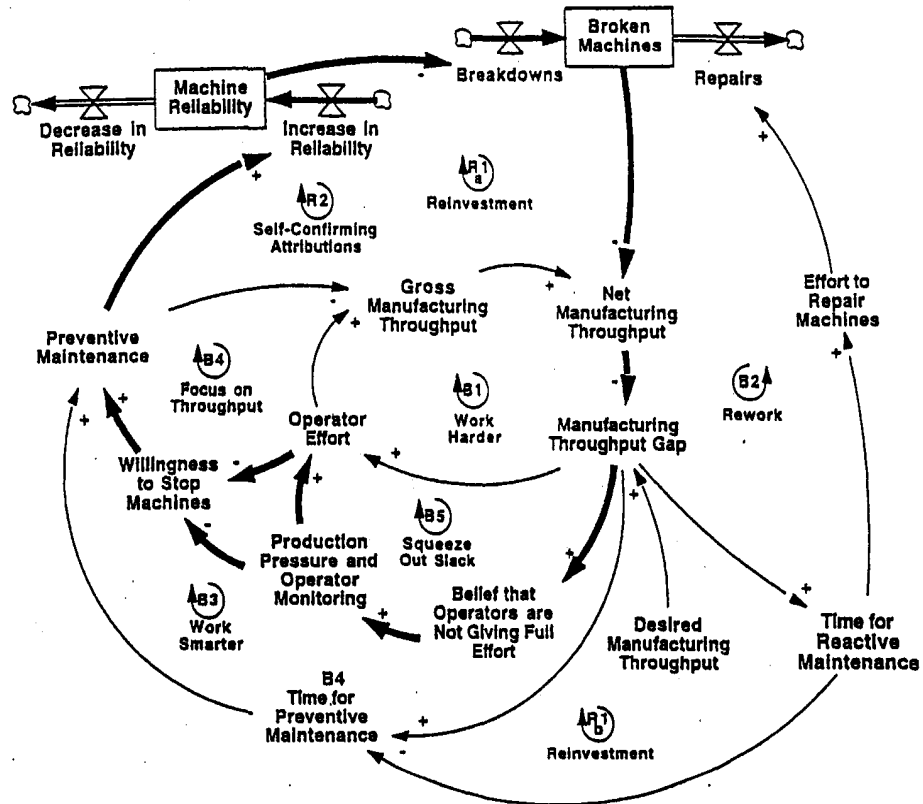 Broken
Machines
Breakdowns
Repairs
-
Machine
Reliability
Decrease in
Reliability
Increase in
Reliability
+
+
R1
a
Reinvestment
R2
Self-Confirming
Attributions
-
Gross
Manufacturing
Throughput
-
+
+
Net
Manufacturing
Throughput
Effort to
Repair
Machines
+
Preventive
Maintenance
+
+
B4
Focus on
Throughput
B1
Work
Harder
-
B2
Rework
Operator
Effort
+
+
Manufacturing
Throughput Gap
+
Willingness
to Stop
Machines
-
-
B5
Squeeze
Out Slack
Production
Pressure and
Operator
Monitoring
+
+
Belief that
Operators are
Not Giving Full
Effort
Desired
Manufacturing
Throughput
+
Time for
Reactive
Maintenance
B3
Work
Smarter
B4
Time for
Preventive
Maintenance
+
-
R1
b
Reinvestment